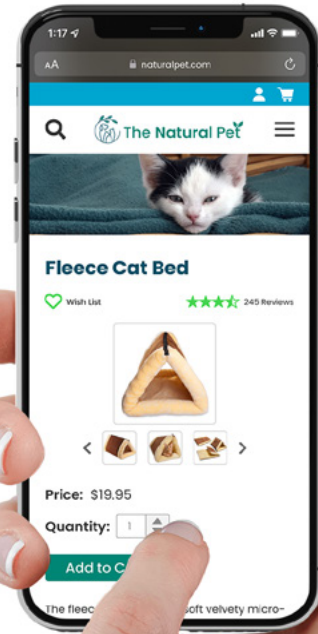 1:17
AA naturalpet.com
The Natural Pet
Fleece Cat Bed
Wish List 245 Reviews
Price: $19.95
Quantity: 1
Add to C
The fleec soft velvety micro-